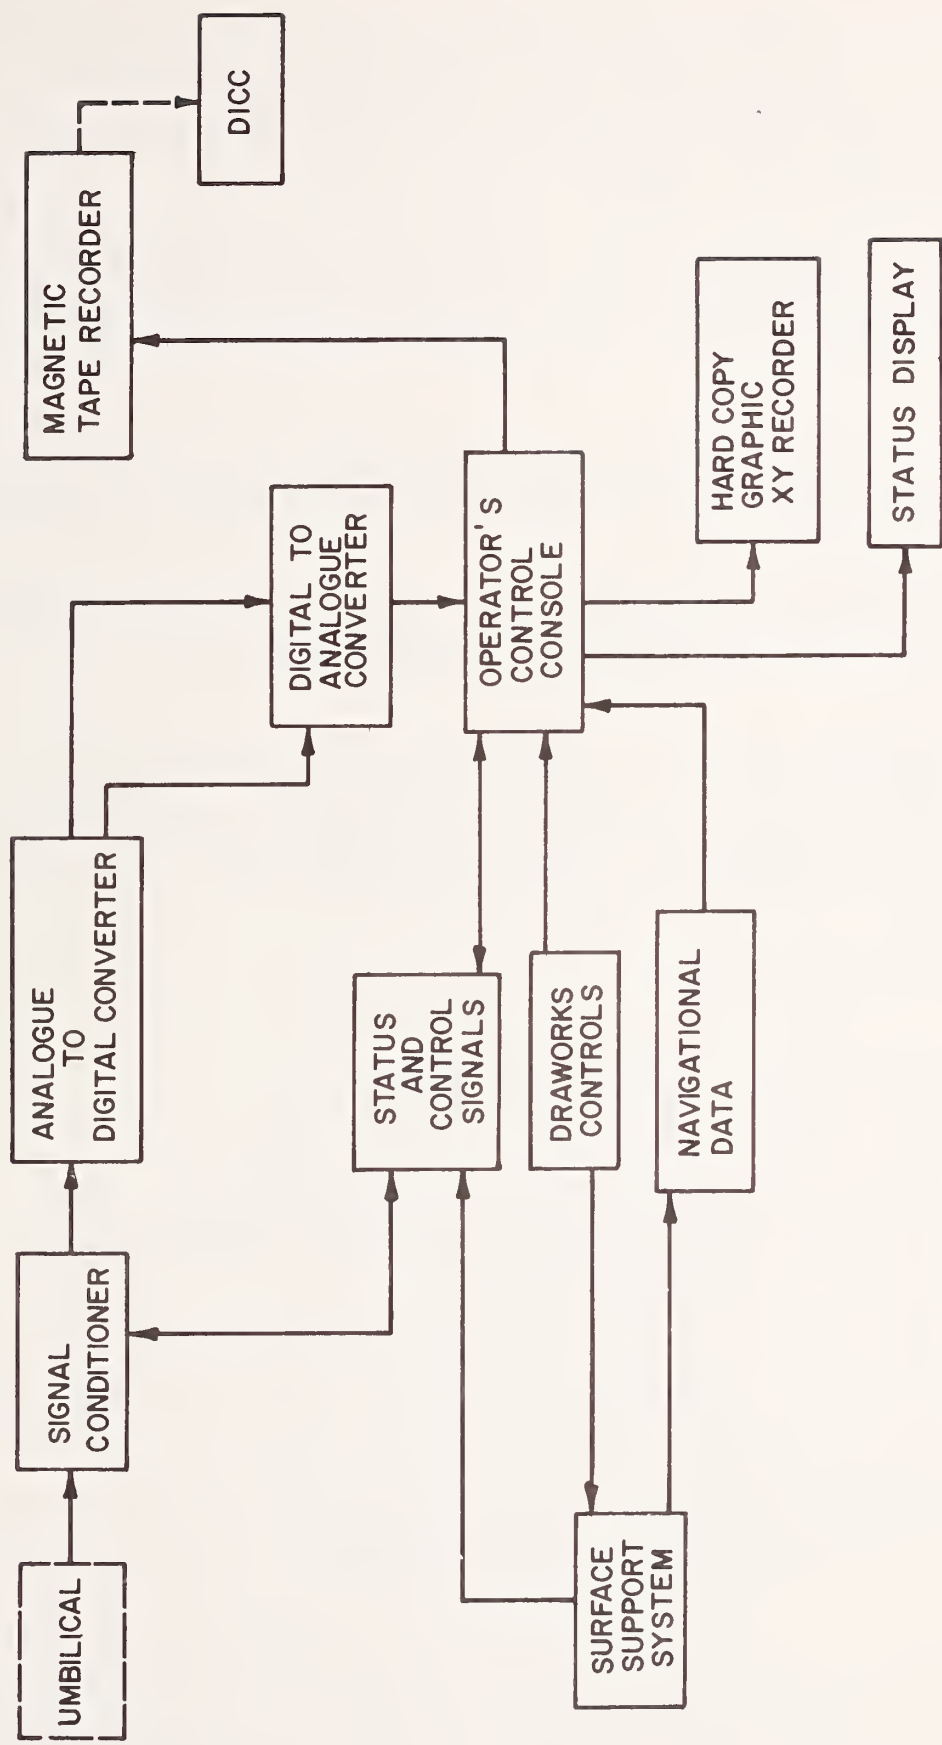 UMBILICAL
SIGNAL
CONDITIONER
ANALOGUE
TO
DIGITAL CONVERTER
MAGNETIC
TAPE RECORDER
DICC
DIGITAL TO
ANALOGUE
CONVERTER
STATUS
AND
CONTROL
SIGNALS
OPERATOR'S
CONTROL
CONSOLE
DRAWORKS
CONTROLS
SURFACE
SUPPORT
SYSTEM
NAVIGATIONAL
DATA
HARD COPY
GRAPHIC
XY RECORDER
STATUS DISPLAY